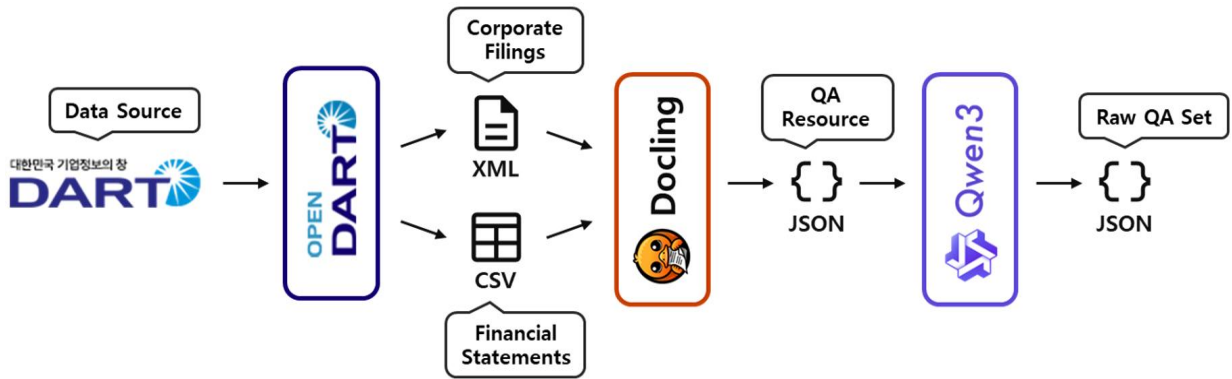 Data Source
대한민국 기업정보의 창
DART
OPEN
DART
Corporate
Filings
XML
CSV
Financial
Statements
Docling
QA
Resource
{}
JSON
Qwen3
Raw QA Set
{}
JSON